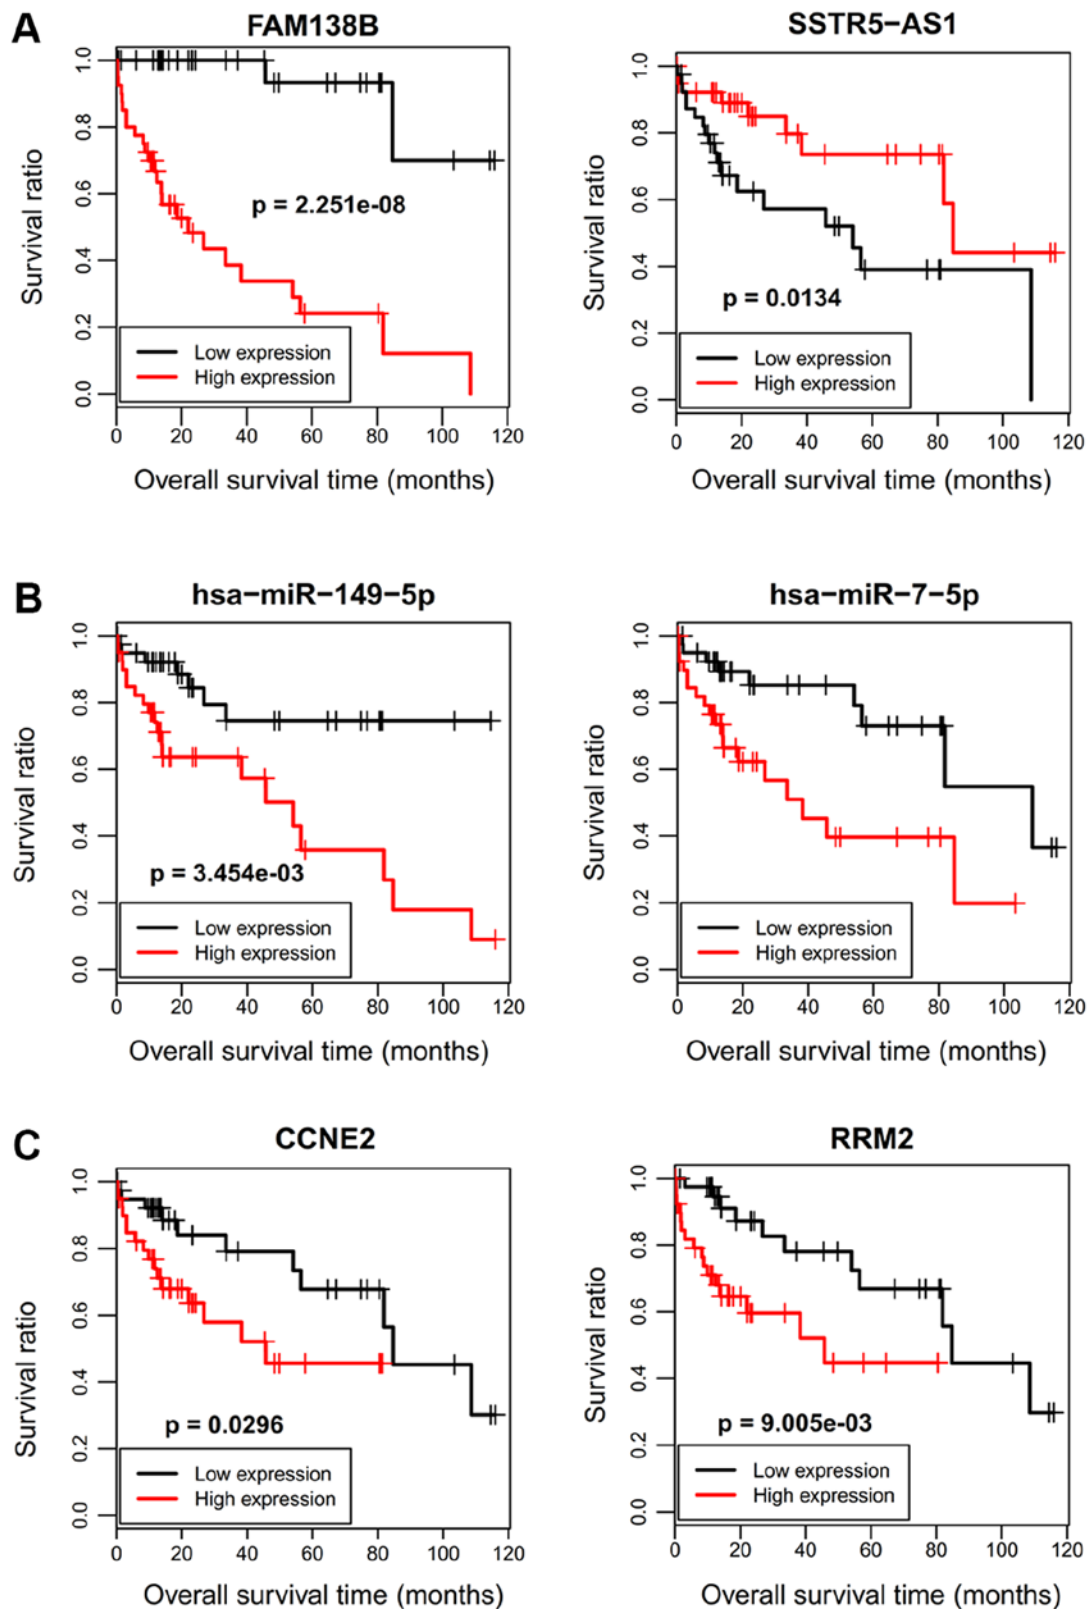 A
FAM138B
SSTR5-AS1
Survival ratio
1.0
0.8
0.6
0.4
0.2
0.0
p = 2.251e-08
Low expression
High expression
0 20 40 60 80 100 120
Overall survival time (months)
Survival ratio
1.0
0.8
0.6
0.4
0.2
0.0
p = 0.0134
Low expression
High expression
0 20 40 60 80 100 120
Overall survival time (months)
B
hsa-miR-149-5p
hsa-miR-7-5p
Survival ratio
1.0
0.8
0.6
0.4
0.2
0.0
p = 3.454e-03
Low expression
High expression
0 20 40 60 80 100 120
Overall survival time (months)
Survival ratio
1.0
0.8
0.6
0.4
0.2
0.0
Low expression
High expression
0 20 40 60 80 100 120
Overall survival time (months)
C
CCNE2
RRM2
Survival ratio
1.0
0.8
0.6
0.4
0.2
0.0
p = 0.0296
Low expression
High expression
0 20 40 60 80 100 120
Overall survival time (months)
Survival ratio
1.0
0.8
0.6
0.4
0.2
0.0
p = 9.005e-03
Low expression
High expression
0 20 40 60 80 100 120
Overall survival time (months)